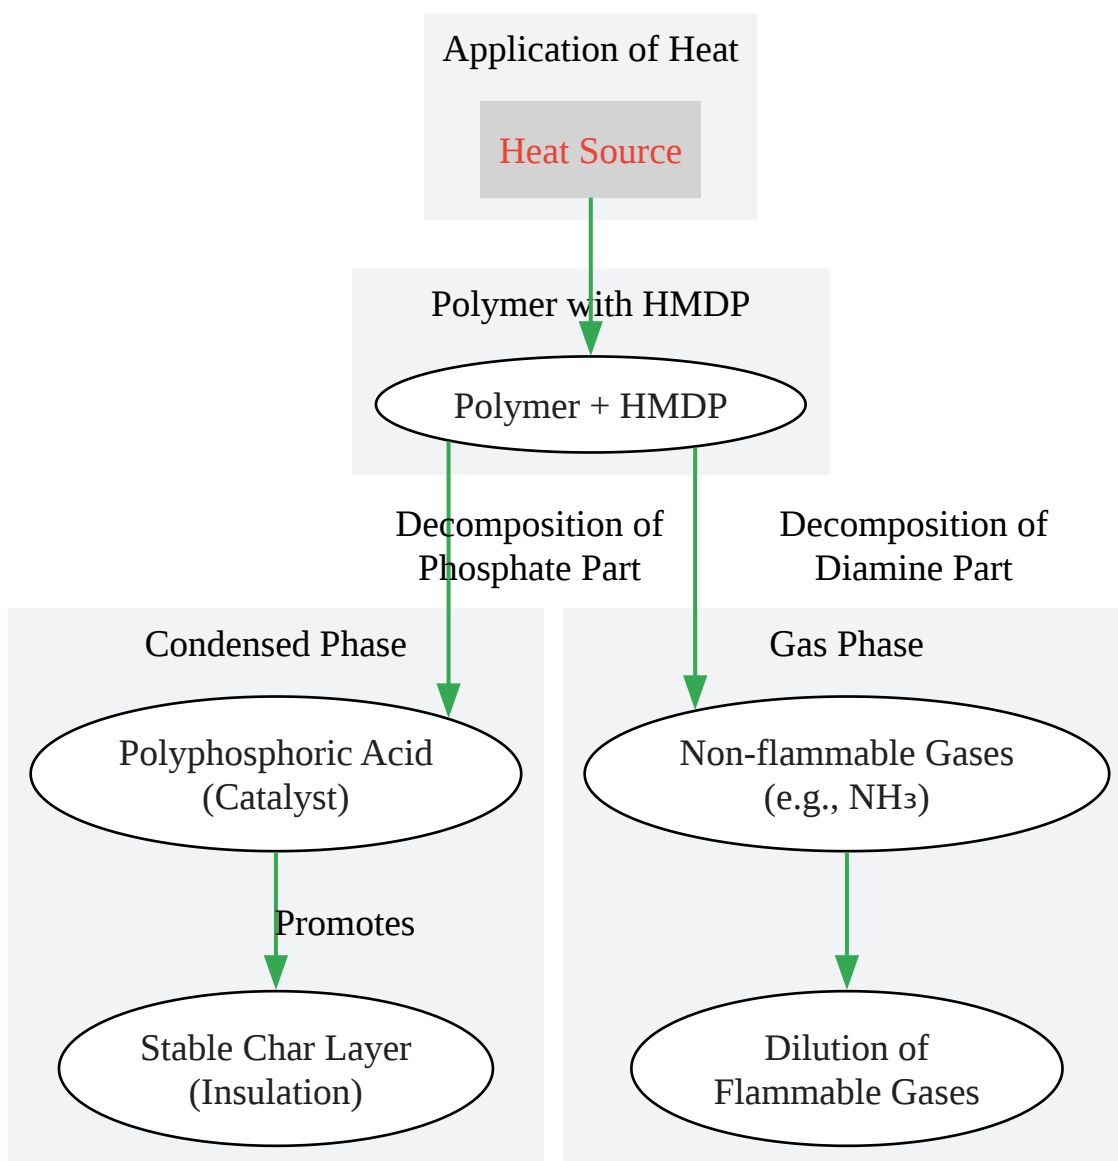 Application of Heat
Heat Source
Polymer with HMDP
Polymer + HMDP
Decomposition of
Phosphate Part
Decomposition of
Diamine Part
Condensed Phase
Polyphosphoric Acid
(Catalyst)
Promotes
Stable Char Layer
(Insulation)
Gas Phase
Non-flammable Gases
(e.g., NH₃)
Dilution of
Flammable Gases